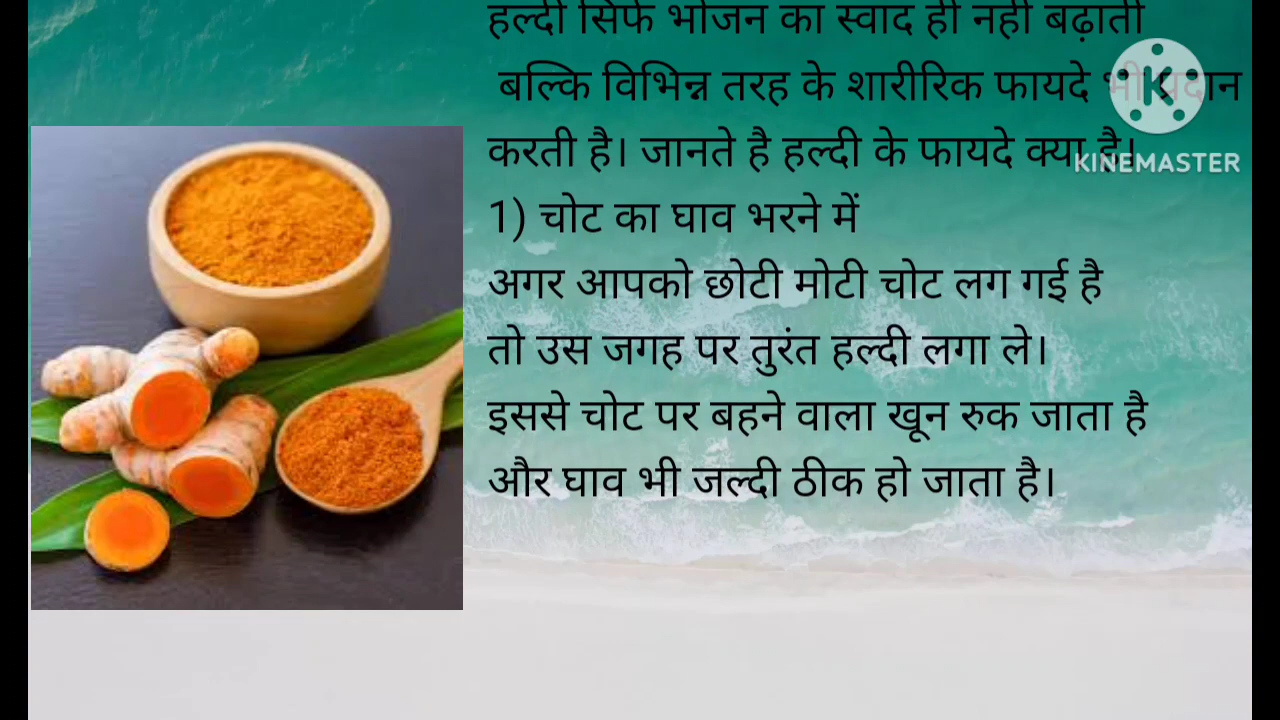 हल्दी सिर्फ भोजन का स्वाद ही नही बढ़ाती
बल्कि विभिन्न तरह के शारीरिक फायदे भी प्रदान
करती है। जानते है हल्दी के फायदे क्या है।
KINEMASTER
1) चोट का घाव भरने में
अगर आपको छोटी मोटी चोट लग गई है
तो उस जगह पर तुरंत हल्दी लगा ले।
इससे चोट पर बहने वाला खून रुक जाता है
और घाव भी जल्दी ठीक हो जाता है।